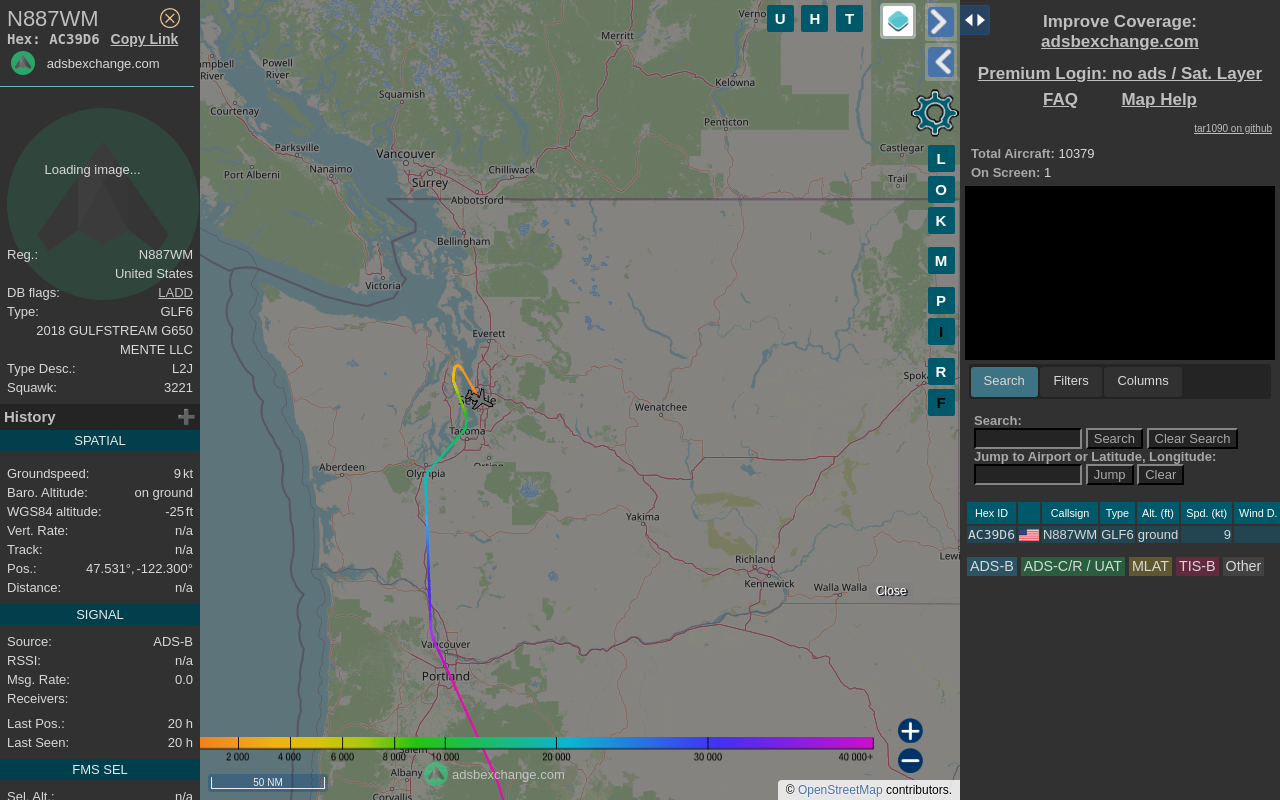 N887WM
Hex: AC39D6 Copy Link
adsbexchange.com
Loading image...
Reg.: N887WM
United States
DB flags: LADD
Type: GLF6
2018 GULFSTREAM G650
MENTE LLC
Type Desc.: L2J
Squawk: 3221
History
SPATIAL
Groundspeed: 9 kt
Baro. Altitude: on ground
WGS84 altitude: -25 ft
Vert. Rate: n/a
Track: n/a
Pos.: 47.531°, -122.300°
Distance: n/a
SIGNAL
Source: ADS-B
RSSI: n/a
Msg. Rate: 0.0
Receivers:
Last Pos.: 20 h
Last Seen: 20 h
FMS SEL
Sel. Alt.: n/a
U H T
Merritt
River
Powell
River
Squamish
Kelowna
Courtenay
Penticton
Parksville
Vancouver
Castlegar
Nanaimo
Chilliwack
Port Alberni
Surrey
Trail
Abbotsford
Bellingham
Victoria
Everett
Wenatchee
Tacoma
Aberdeen
Olympia
Yakima
Richland
Kennewick
Walla Walla
Vancouver
Portland
Albany
Corvallis
L
O
K
M
P
I
R
F
Close
2 000 4 000 6 000 8 000 10 000 20 000 30 000 40 000+
adsbexchange.com
50 NM
© OpenStreetMap contributors.
Improve Coverage:
adsbexchange.com
Premium Login: no ads / Sat. Layer
FAQ Map Help
tar1090 on github
Total Aircraft: 10379
On Screen: 1
Search Filters Columns
Search:
Search Clear Search
Jump to Airport or Latitude, Longitude:
Jump Clear
Hex ID Callsign Type Alt. (ft) Spd. (kt) Wind D.
AC39D6 N887WM GLF6 ground 9
ADS-B ADS-C/R / UAT MLAT TIS-B Other